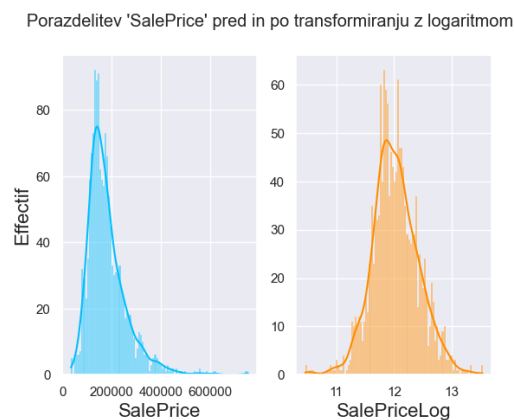 Porazdelitev 'SalePrice' pred in po transformiranju z logaritmom
Effectif
80
60
40
20
0
0 200000 400000 600000
SalePrice
60
50
40
30
20
10
0
11 12 13
SalePriceLog